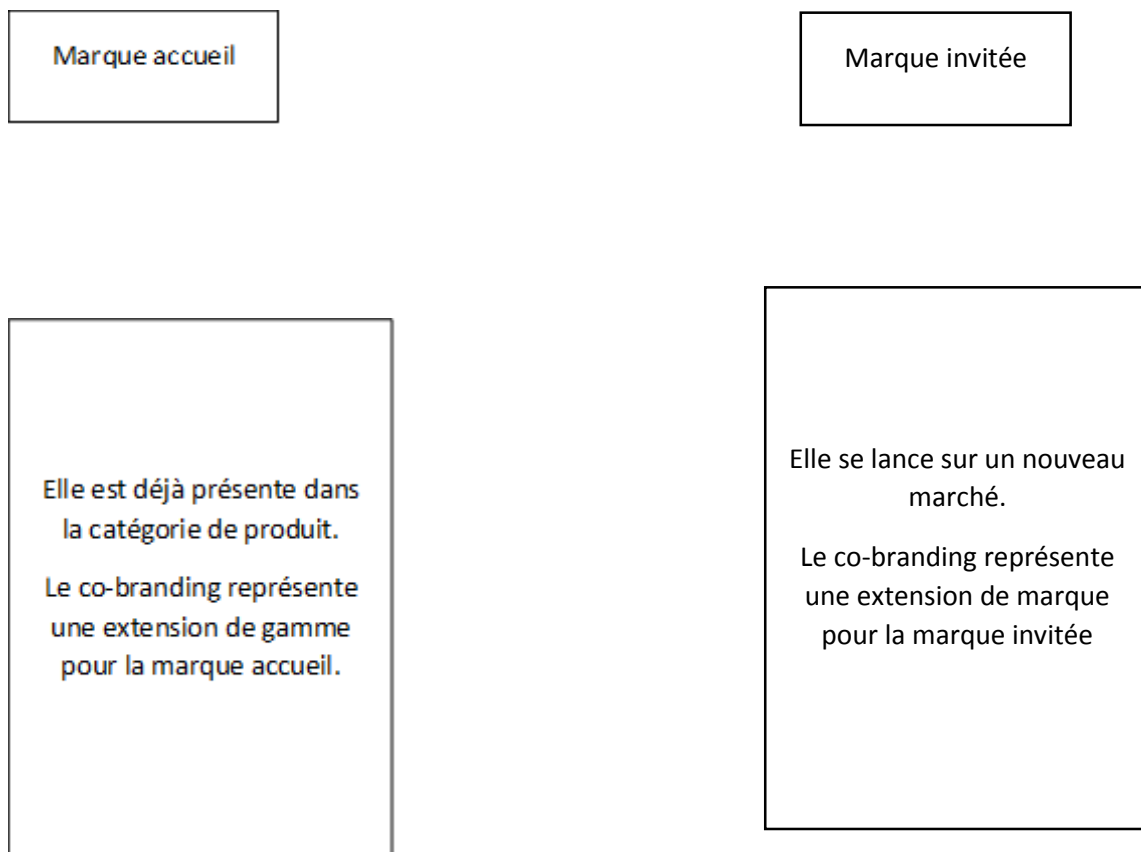 Marque accueil
Marque invitée
Elle est déjà présente dans
la catégorie de produit.
Le co-branding représente
une extension de gamme
pour la marque accueil.
Elle se lance sur un nouveau
marché.
Le co-branding représente
une extension de marque
pour la marque invitée